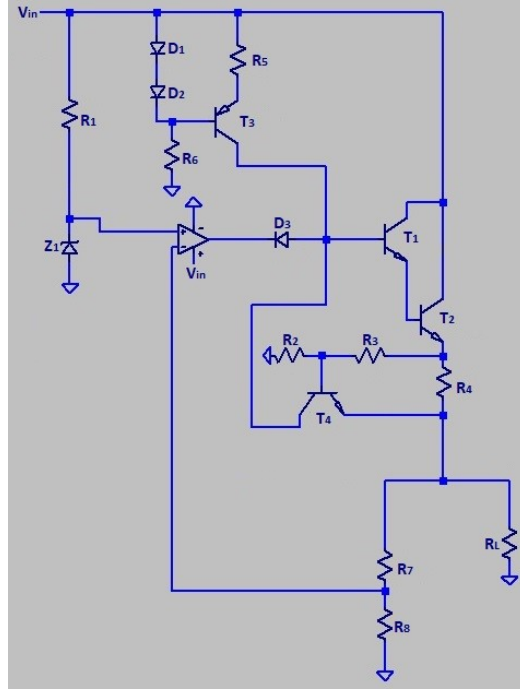 Vin
D1
R5
D2
R1
T3
R6
-
D3
+
Z1
-
T1
Vin
+
T2
R2
R3
R4
T4
RL
R7
R8